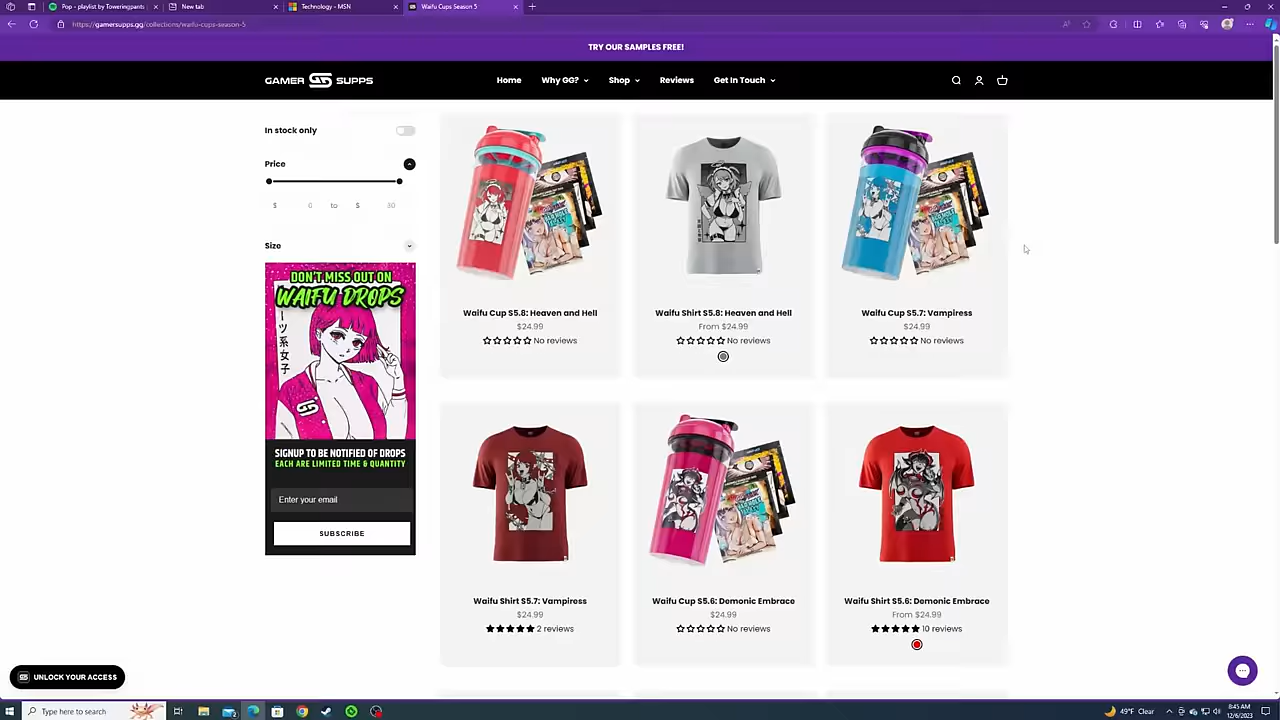 Pop - playlist by Toweringpants
New tab
Technology - MSN
Waifu Cups Season 5
https://gamersupps.gg/collections/waifu-cups-season-5
TRY OUR SAMPLES FREE!
GAMER GG SUPPS
Home
Why GG?
Shop
Reviews
Get In Touch
In stock only
Price
$ 0 to $ 30
Size
DON'T MISS OUT ON
WAIFU DROPS
SIGNUP TO BE NOTIFIED OF DROPS
EACH ARE LIMITED TIME & QUANTITY
Enter your email
SUBSCRIBE
Waifu Cup S5.8: Heaven and Hell
$24.99
No reviews
Waifu Shirt S5.8: Heaven and Hell
From $24.99
No reviews
Waifu Cup S5.7: Vampiress
$24.99
No reviews
Waifu Shirt S5.7: Vampiress
$24.99
2 reviews
Waifu Cup S5.6: Demonic Embrace
$24.99
No reviews
Waifu Shirt S5.6: Demonic Embrace
From $24.99
10 reviews
UNLOCK YOUR ACCESS
Type here to search
49°F Clear
8:45 AM
12/6/2023